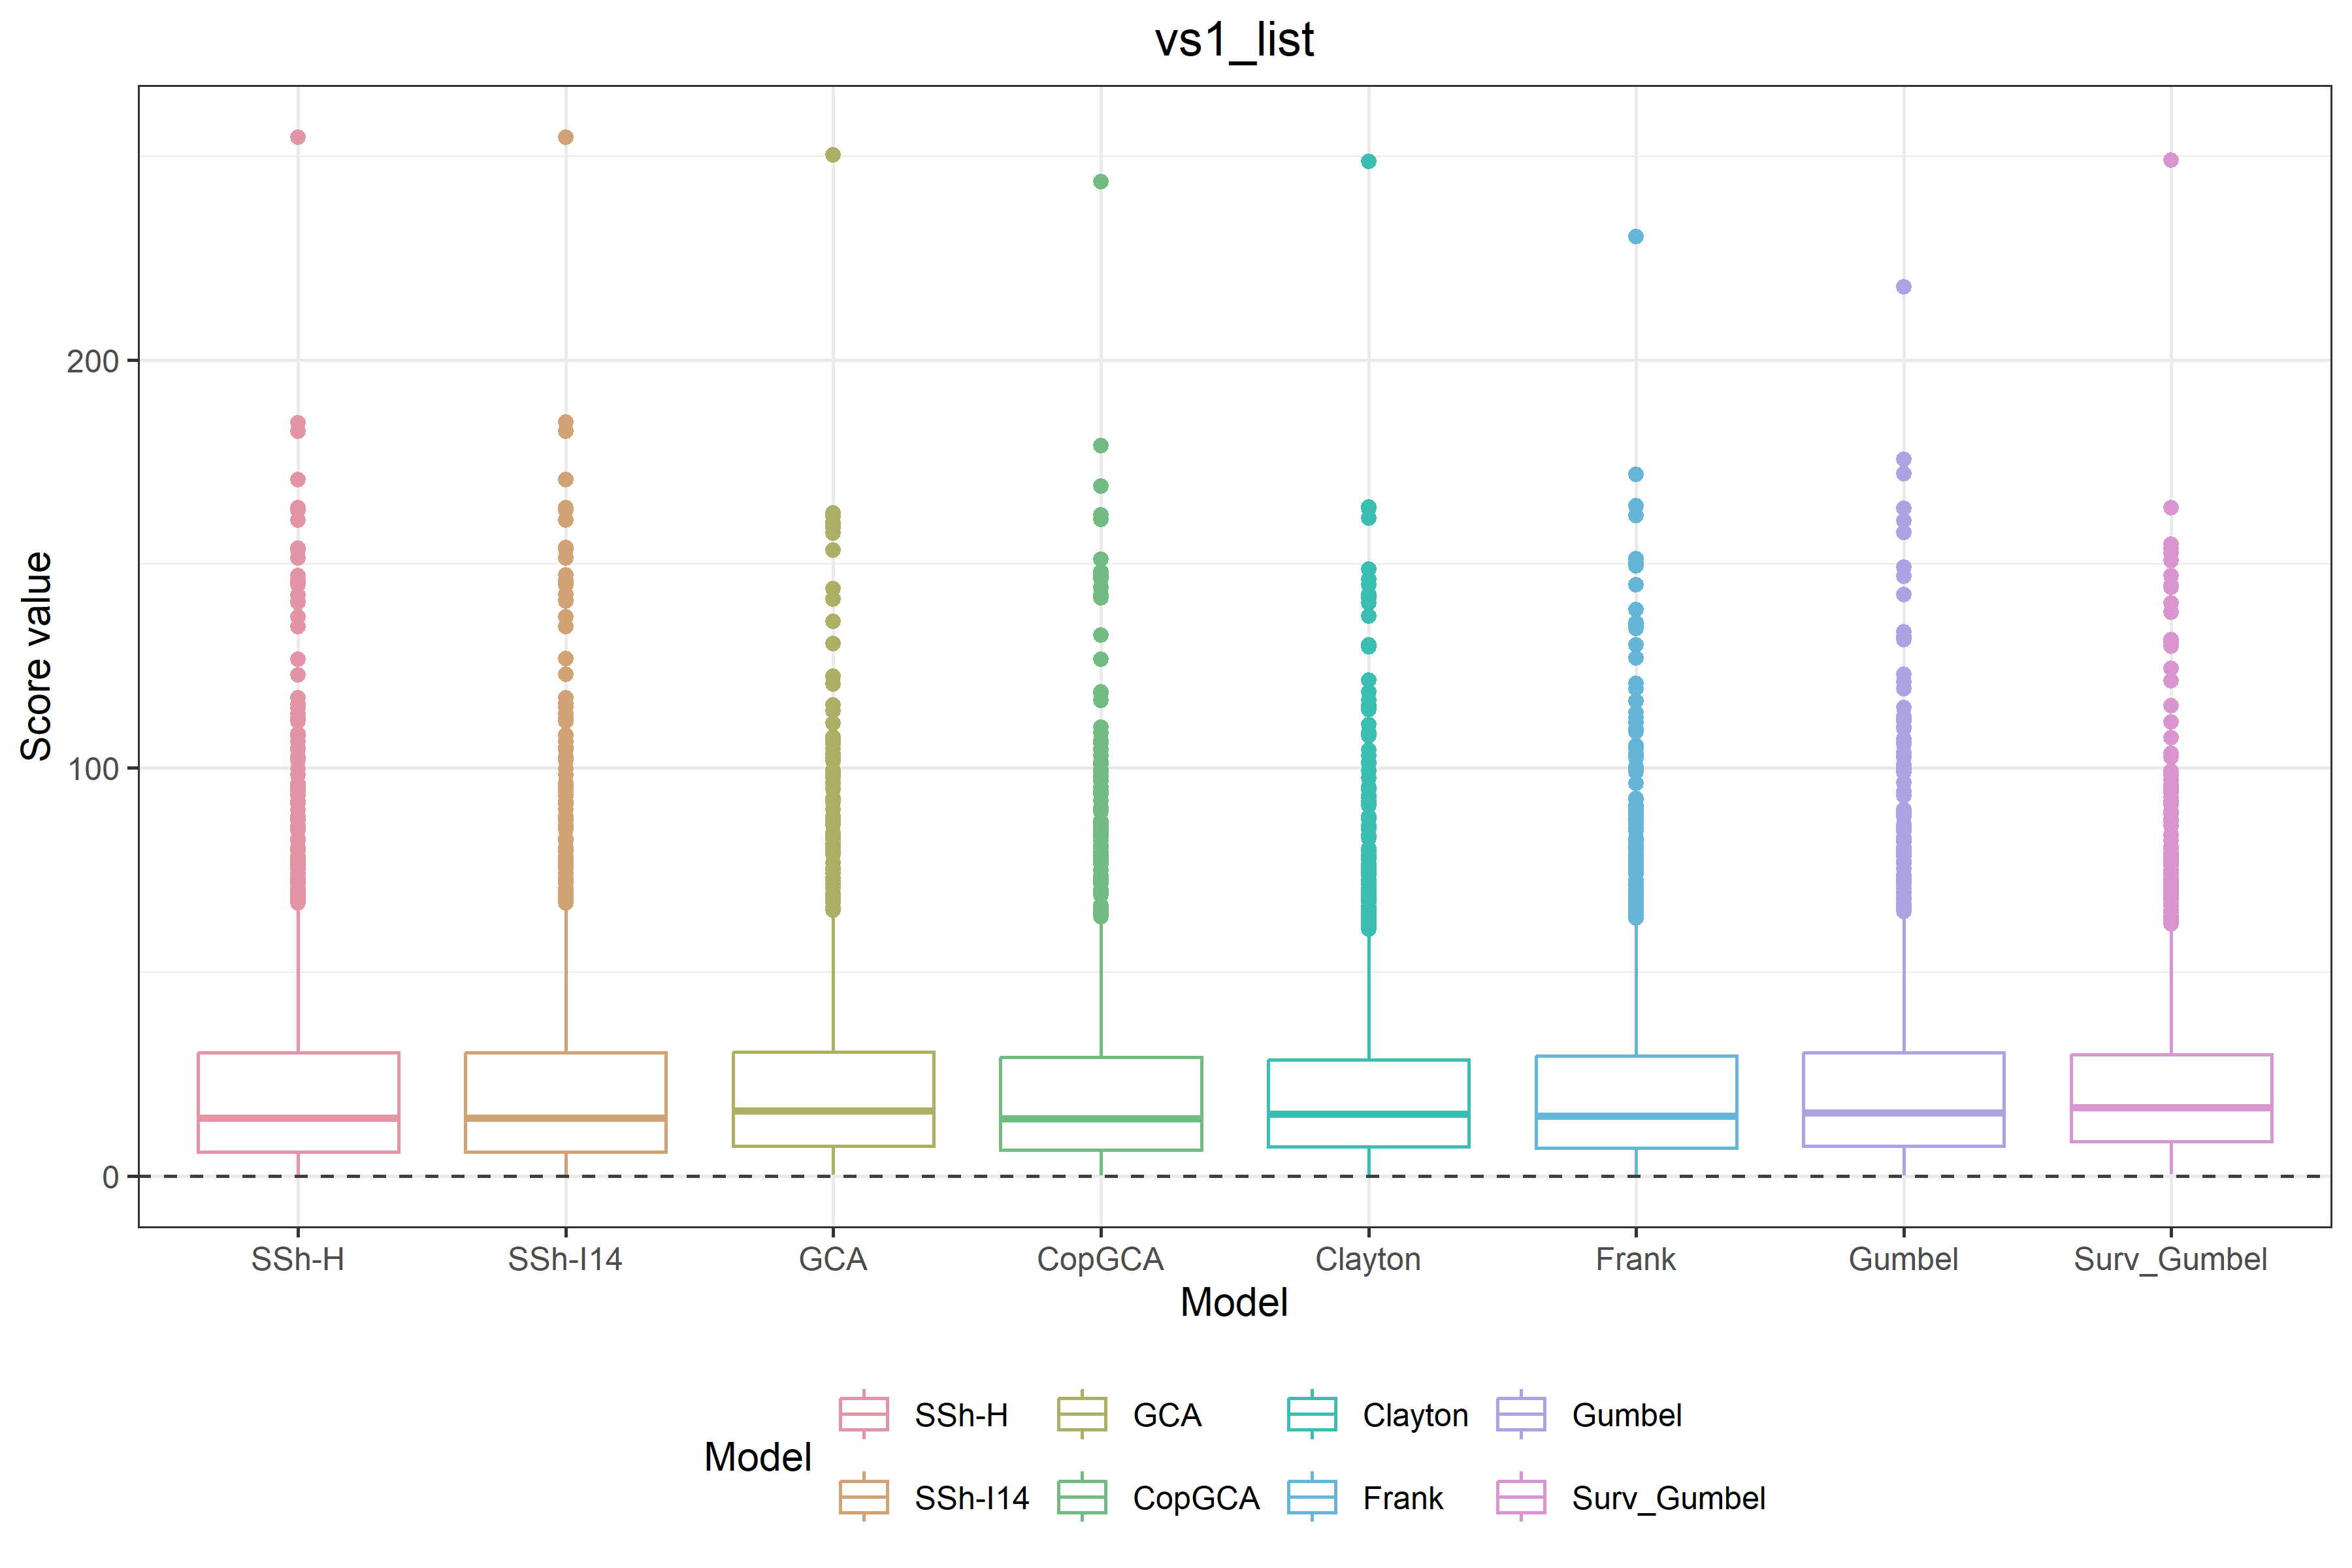 vs1_list
Score value
200
100
0
SSh-H SSh-I14 GCA CopGCA Clayton Frank Gumbel Surv_Gumbel
Model
Model
SSh-H GCA Clayton Gumbel
SSh-I14 CopGCA Frank Surv_Gumbel